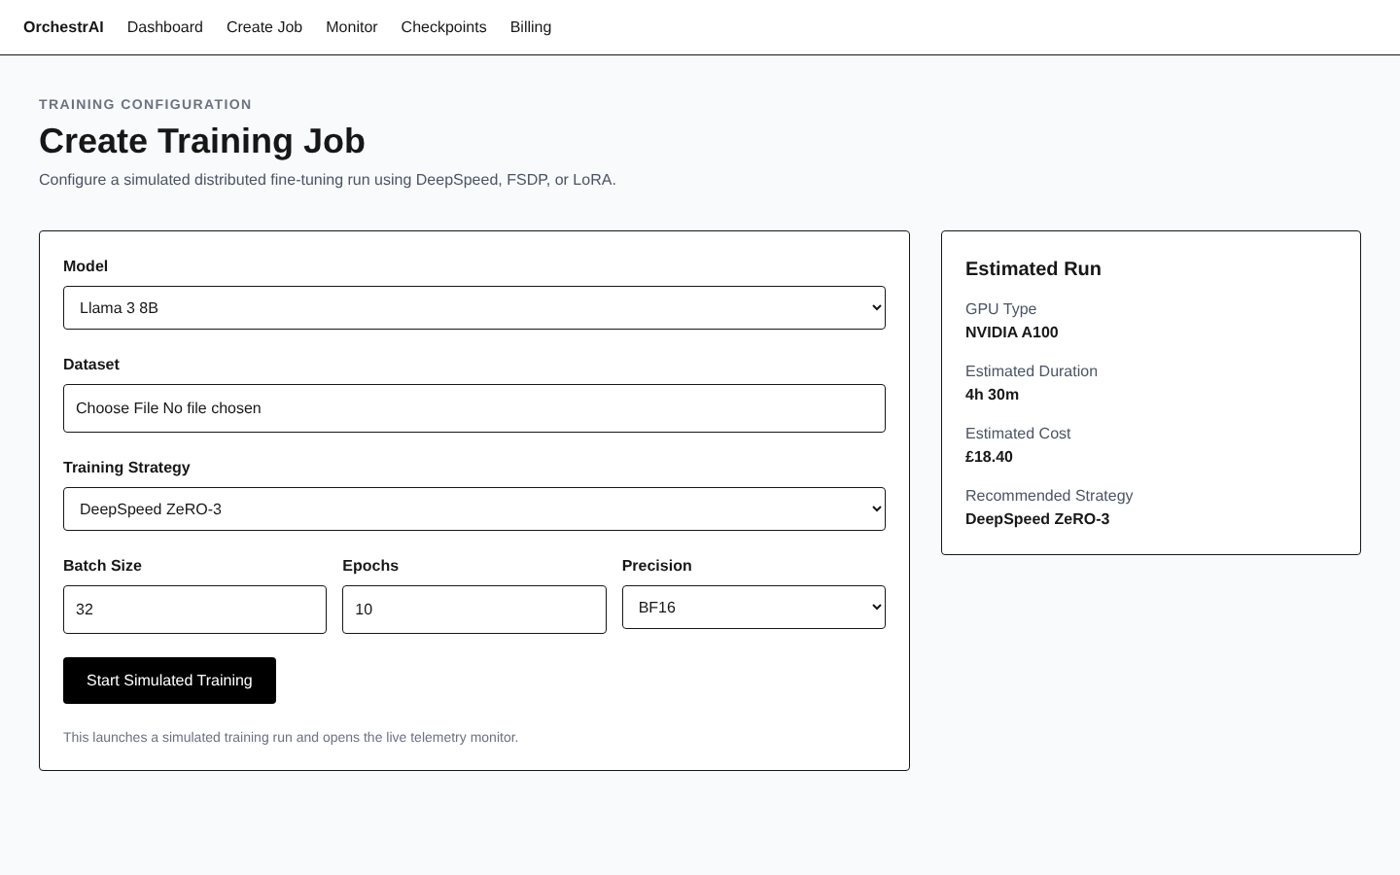 OrchestrAI Dashboard Create Job Monitor Checkpoints Billing
TRAINING CONFIGURATION
Create Training Job
Configure a simulated distributed fine-tuning run using DeepSpeed, FSDP, or LoRA.
Model
Llama 3 8B
Dataset
Choose File No file chosen
Training Strategy
DeepSpeed ZeRO-3
Batch Size Epochs Precision
32 10 BF16
Start Simulated Training
This launches a simulated training run and opens the live telemetry monitor.
Estimated Run
GPU Type
NVIDIA A100
Estimated Duration
4h 30m
Estimated Cost
£18.40
Recommended Strategy
DeepSpeed ZeRO-3